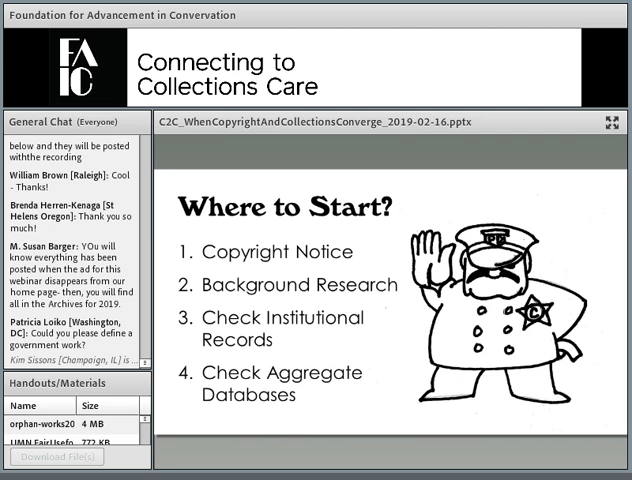 Foundation for Advancement in Convervation
FA
IC
Connecting to
Collections Care
General Chat (Everyone)
below and they will be posted
withthe recording
William Brown [Raleigh]: Cool
- Thanks!
Brenda Herren-Kenaga [St
Helens Oregon]: Thank you so
much!
M. Susan Barger: YOu will
know everything has been
posted when the ad for this
webinar disappears from our
home page- then, you will find
all in the Archives for 2019.
Patricia Loiko [Washington,
DC]: Could you please define a
government work?
Kim Sissons [Champaign, IL] is ...
Handouts/Materials
Name Size
orphan-works20 4 MB
UMN FairUsefo 772 KB
Download File(s)
C2C_WhenCopyrightAndCollectionsConverge_2019-02-16.pptx
Where to Start?
1. Copyright Notice
2. Background Research
3. Check Institutional
Records
4. Check Aggregate
Databases
PD
C